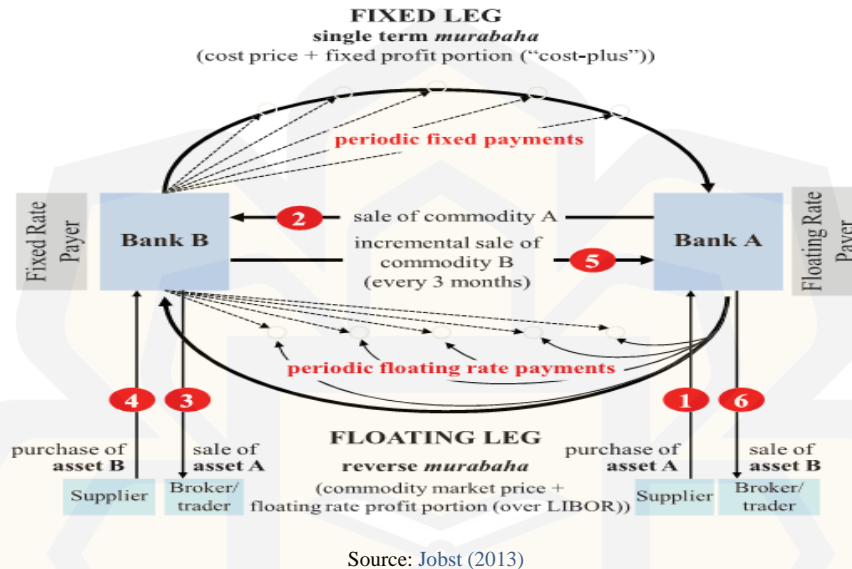 FIXED LEG
single term murabaha
(cost price + fixed profit portion (“cost-plus”))
periodic fixed payments
Fixed Rate
Payer
Bank B
2
sale of commodity A
incremental sale of
commodity B
(every 3 months)
5
Bank A
Floating Rate
Payer
periodic floating rate payments
4
3
1
6
purchase of
asset B
sale of
asset A
FLOATING LEG
reverse murabaha
(commodity market price +
floating rate profit portion (over LIBOR))
purchase of
asset A
sale of
asset B
Supplier
Broker/
trader
Supplier
Broker/
trader
Source: Jobst (2013)